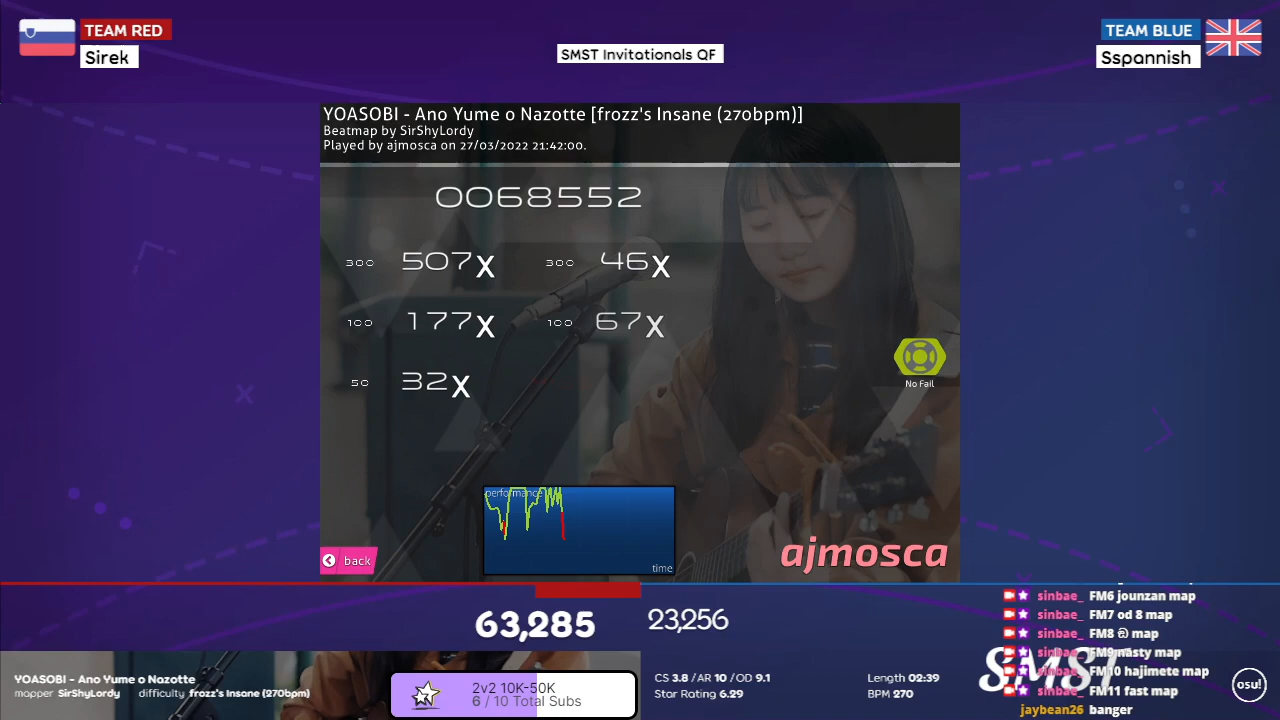 TEAM RED
Sirek
SMST Invitationals QF
TEAM BLUE
Sspannish
YOASOBI - Ano Yume o Nazotte [frozz's Insane (270bpm)]
Beatmap by SirShyLordy
Played by ajmosca on 27/03/2022 21:42:00.
0068552
300 507x 300 46x
100 177x 100 67x
50 32x
No Fail
performance
time
back
ajmosca
63,285
23,256
YOASOBI - Ano Yume o Nazotte
mapper SirShyLordy difficulty frozz's Insane (270bpm)
2v2 10K-50K
6 / 10 Total Subs
CS 3.8 / AR 10 / OD 9.1
Star Rating 6.29
Length 02:39
BPM 270
SMST
sinbae_ FM6 jounzan map
sinbae_ FM7 od 8 map
sinbae_ FM8 @ map
sinbae_ FM9 nasty map
sinbae_ FM10 hajimete map
sinbae_ FM11 fast map
jaybean26 banger
osu!